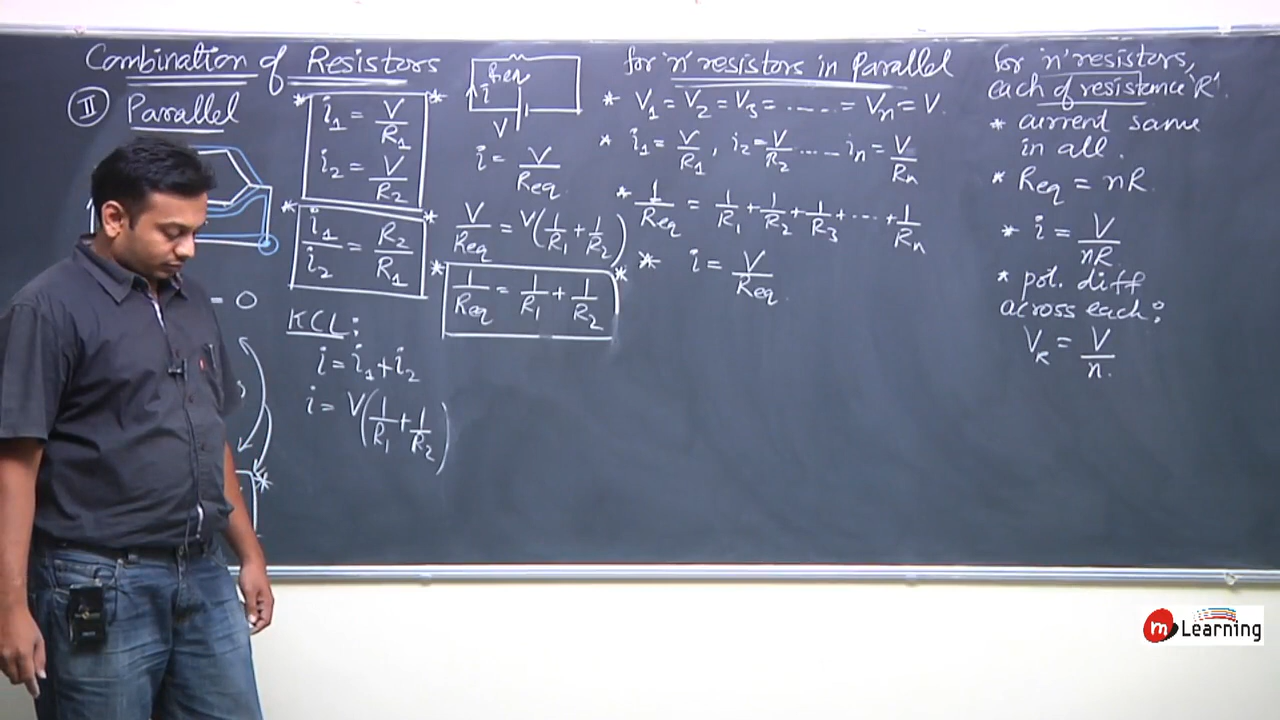 Combination of Resistors
II Parallel
= 0
* i₁ = V/R₁ *
i₂ = V/R₂
* i₁/i₂ = R₂/R₁ *
KCL:
i = i₁ + i₂
i = V(1/R₁ + 1/R₂)
*
Req
i
V
i = V/Req
V/Req = V(1/R₁ + 1/R₂)
* 1/Req = 1/R₁ + 1/R₂ *
for 'n' resistors in Parallel
* V₁ = V₂ = V₃ = ...... = Vn = V.
* i₁ = V/R₁, i₂ = V/R₂ ..... in = V/Rn
* 1/Req = 1/R₁ + 1/R₂ + 1/R₃ + ... + 1/Rn
* i = V/Req.
for 'n' resistors,
each of resistance 'R'.
* current same
in all.
* Req = nR.
* i = V/nR
* pot. diff
across each:
VR = V/n.
m Learning